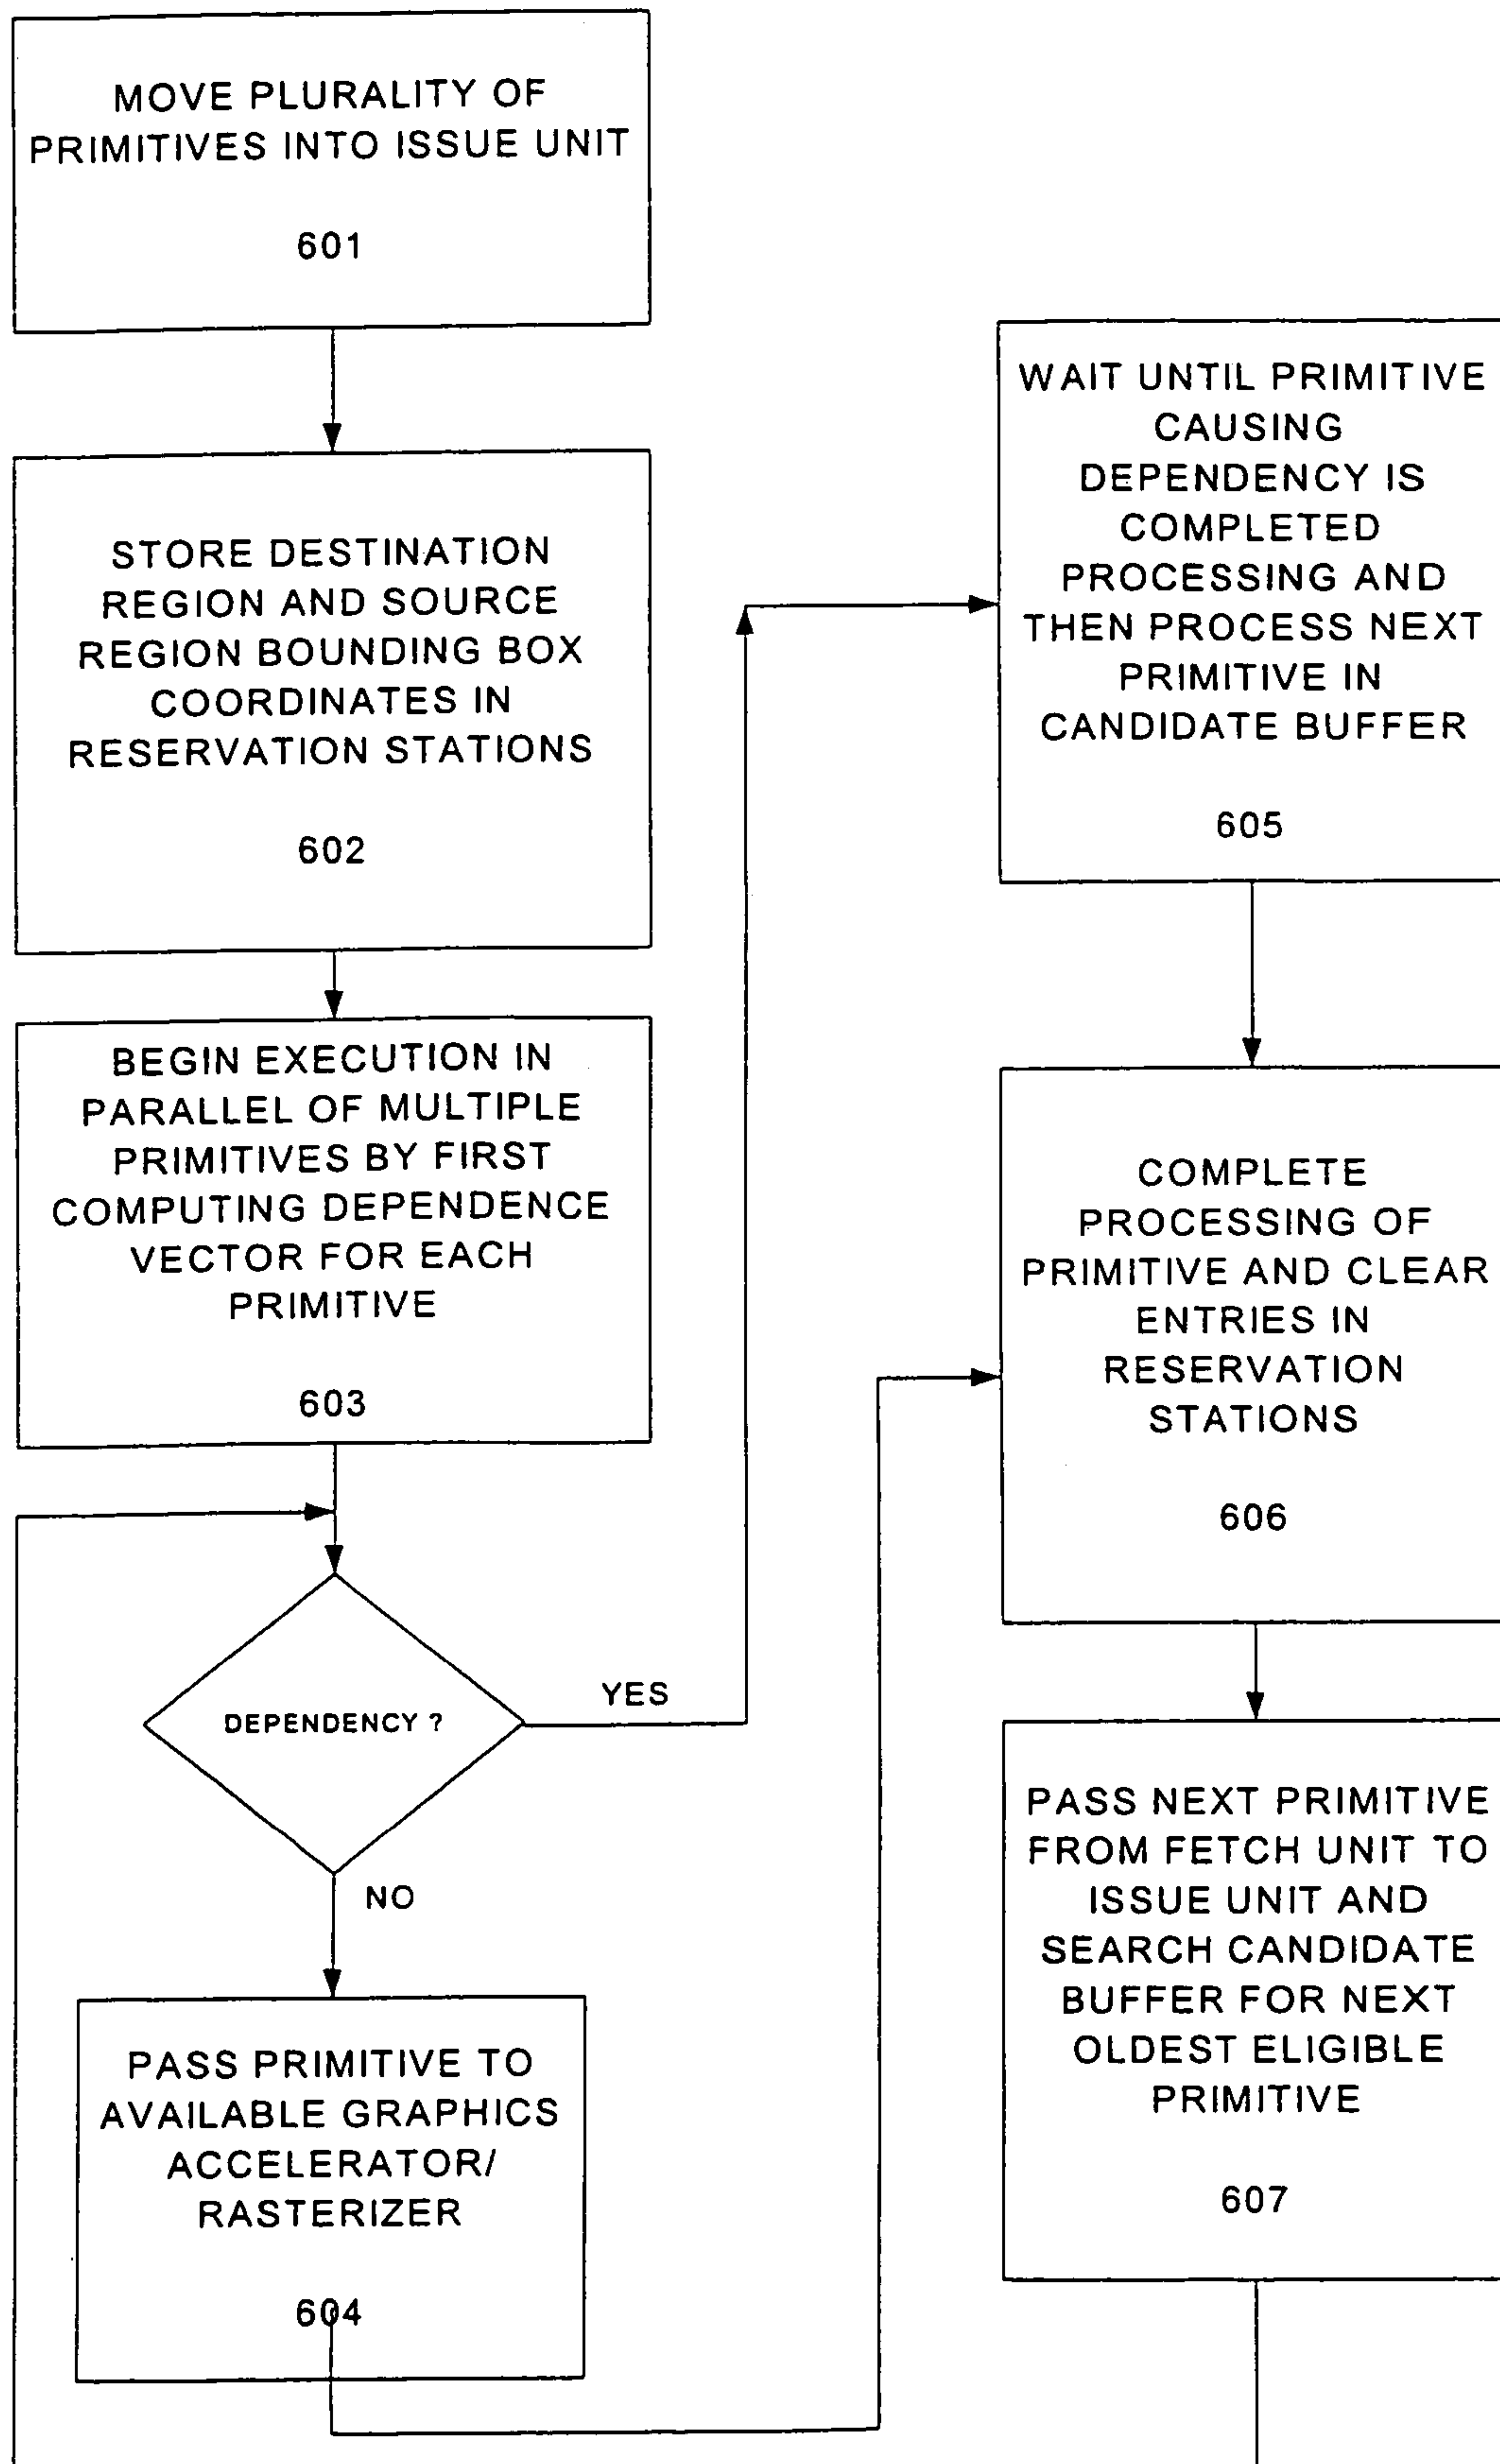 MOVE PLURALITY OF
PRIMITIVES INTO ISSUE UNIT
601
STORE DESTINATION
REGION AND SOURCE
REGION BOUNDING BOX
COORDINATES IN
RESERVATION STATIONS
602
BEGIN EXECUTION IN
PARALLEL OF MULTIPLE
PRIMITIVES BY FIRST
COMPUTING DEPENDENCE
VECTOR FOR EACH
PRIMITIVE
603
DEPENDENCY ?
YES
NO
PASS PRIMITIVE TO
AVAILABLE GRAPHICS
ACCELERATOR/
RASTERIZER
604
WAIT UNTIL PRIMITIVE
CAUSING
DEPENDENCY IS
COMPLETED
PROCESSING AND
THEN PROCESS NEXT
PRIMITIVE IN
CANDIDATE BUFFER
605
COMPLETE
PROCESSING OF
PRIMITIVE AND CLEAR
ENTRIES IN
RESERVATION
STATIONS
606
PASS NEXT PRIMITIVE
FROM FETCH UNIT TO
ISSUE UNIT AND
SEARCH CANDIDATE
BUFFER FOR NEXT
OLDEST ELIGIBLE
PRIMITIVE
607